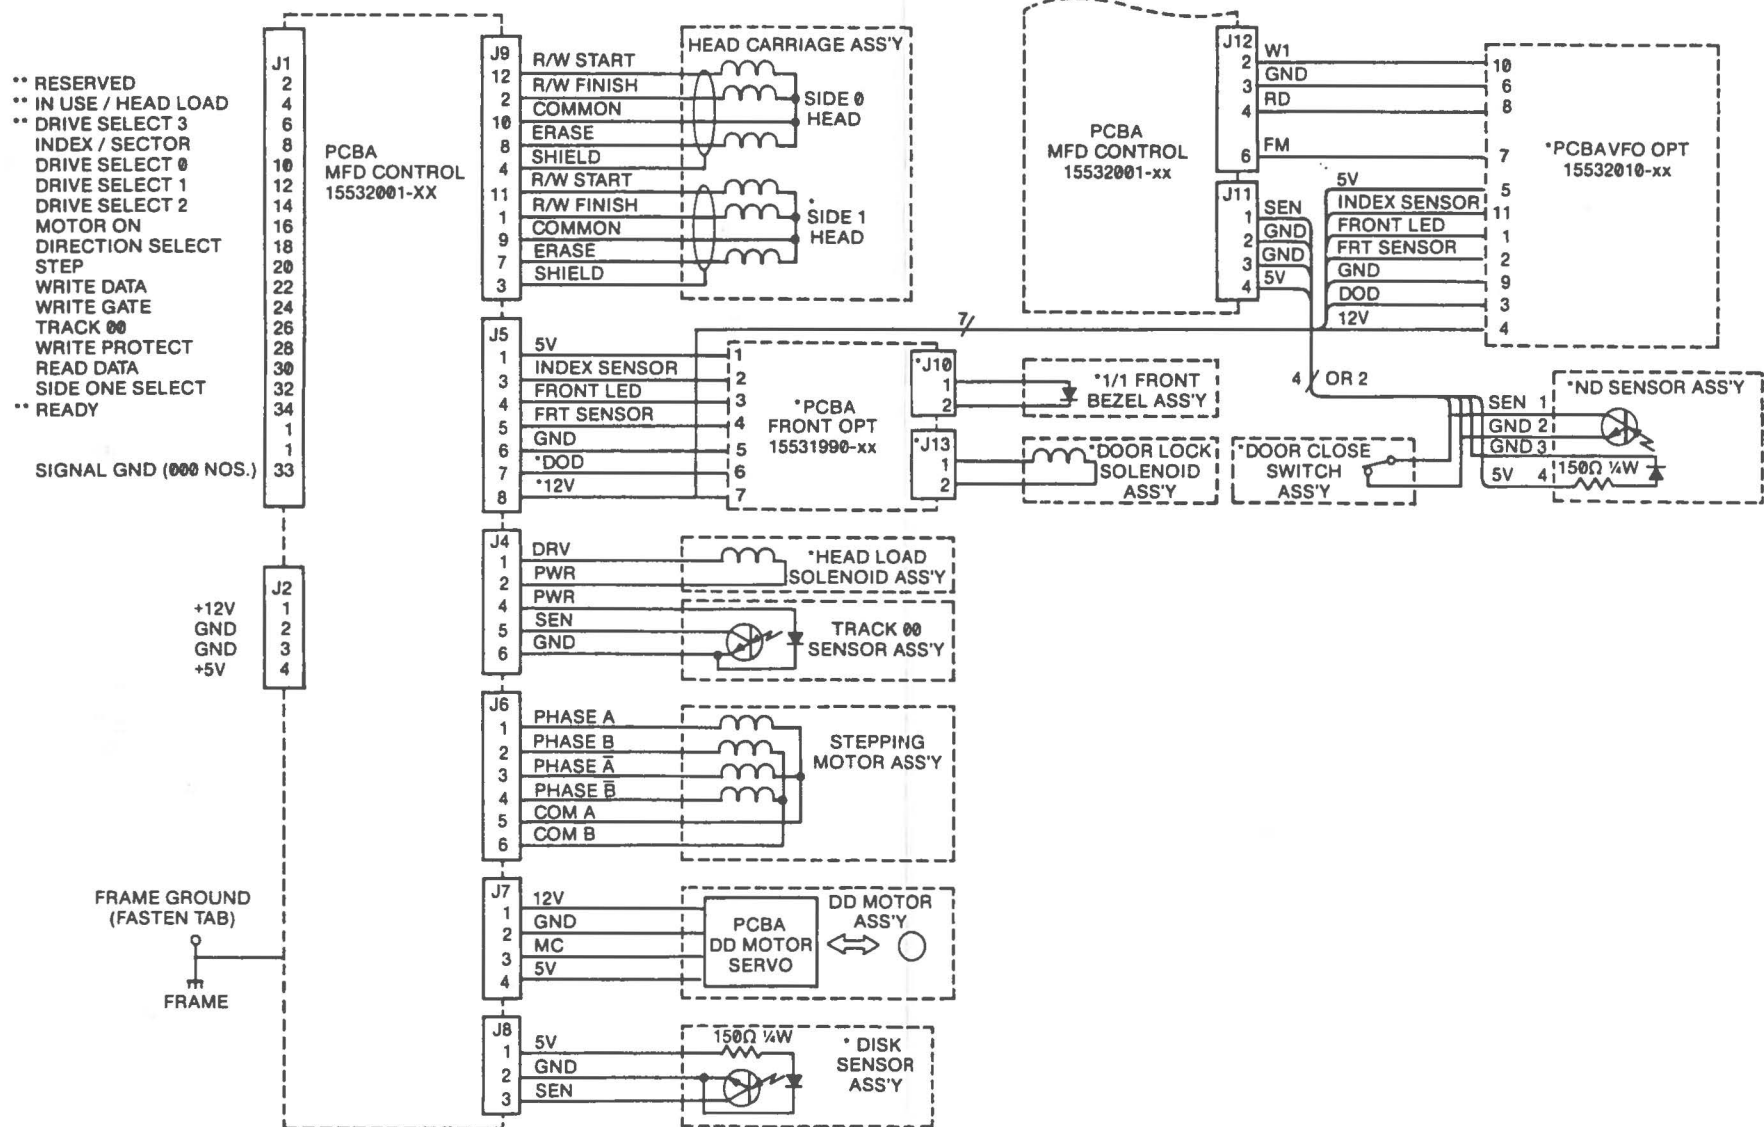 J1
** RESERVED 2
** IN USE / HEAD LOAD 4
** DRIVE SELECT 3 6
INDEX / SECTOR 8
DRIVE SELECT 0 10
DRIVE SELECT 1 12
DRIVE SELECT 2 14
MOTOR ON 16
DIRECTION SELECT 18
STEP 20
WRITE DATA 22
WRITE GATE 24
TRACK 00 26
WRITE PROTECT 28
READ DATA 30
SIDE ONE SELECT 32
** READY 34
1
1
SIGNAL GND (000 NOS.) 33
J2
+12V 1
GND 2
GND 3
+5V 4
FRAME GROUND
(FASTEN TAB)
FRAME
PCBA
MFD CONTROL
15532001-XX
J9
12 R/W START
2 R/W FINISH
10 COMMON
8 ERASE
4 SHIELD
11 R/W START
1 R/W FINISH
9 COMMON
7 ERASE
3 SHIELD
HEAD CARRIAGE ASS'Y
SIDE 0
HEAD
*
SIDE 1
HEAD
J5
1 5V
3 INDEX SENSOR
4 FRONT LED
5 FRT SENSOR
6 GND
7 *DOD
8 *12V
1
2
3
4
5
6
7
*PCBA
FRONT OPT
15531990-xx
*J10
1
2
*J13
1
2
*1/1 FRONT
BEZEL ASS'Y
*DOOR LOCK
SOLENOID
ASS'Y
7
J4
1 DRV
2 PWR
4 PWR
5 SEN
6 GND
*HEAD LOAD
SOLENOID ASS'Y
TRACK 00
SENSOR ASS'Y
J6
1 PHASE A
2 PHASE B
3 PHASE A̅
4 PHASE B̅
5 COM A
6 COM B
STEPPING
MOTOR ASS'Y
J7
1 12V
2 GND
3 MC
4 5V
PCBA
DD MOTOR
SERVO
DD MOTOR
ASS'Y
J8
1 5V
2 GND
3 SEN
150Ω ¼W
* DISK
SENSOR
ASS'Y
PCBA
MFD CONTROL
15532001-xx
J12
2 W1 10
3 GND 6
4 RD 8
6 FM 7
J11
1 SEN
2 GND
3 GND
4 5V
5V 5
INDEX SENSOR 11
FRONT LED 1
FRT SENSOR 2
GND 9
DOD 3
12V 4
*PCBAVFO OPT
15532010-xx
4 / OR 2
*DOOR CLOSE
SWITCH
ASS'Y
*ND SENSOR ASS'Y
SEN 1
GND 2
GND 3
5V 4
150Ω ¼W